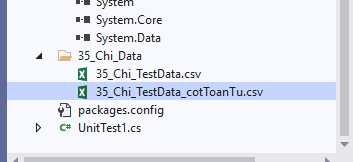 System
System.Core
System.Data
35_Chi_Data
35_Chi_TestData.csv
35_Chi_TestData_cotToanTu.csv
packages.config
C# UnitTest1.cs